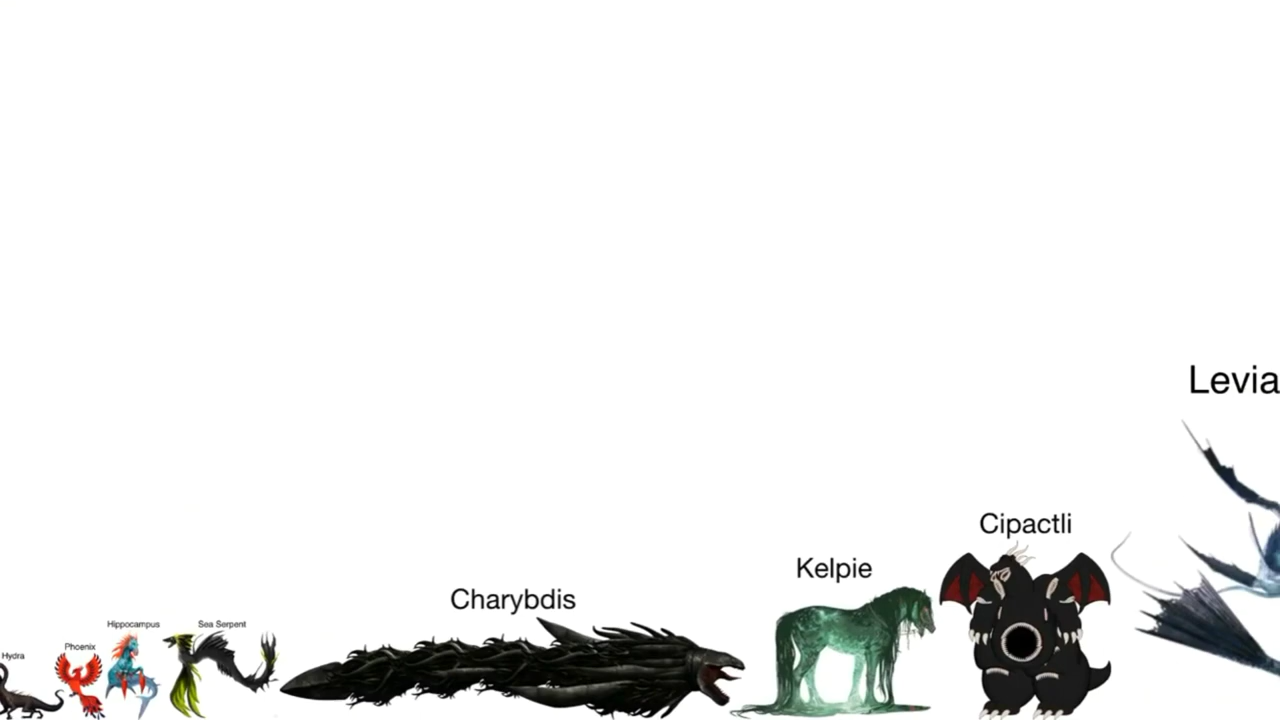 Hydra
Phoenix
Hippocampus
Sea Serpent
Charybdis
Kelpie
Cipactli
Levia